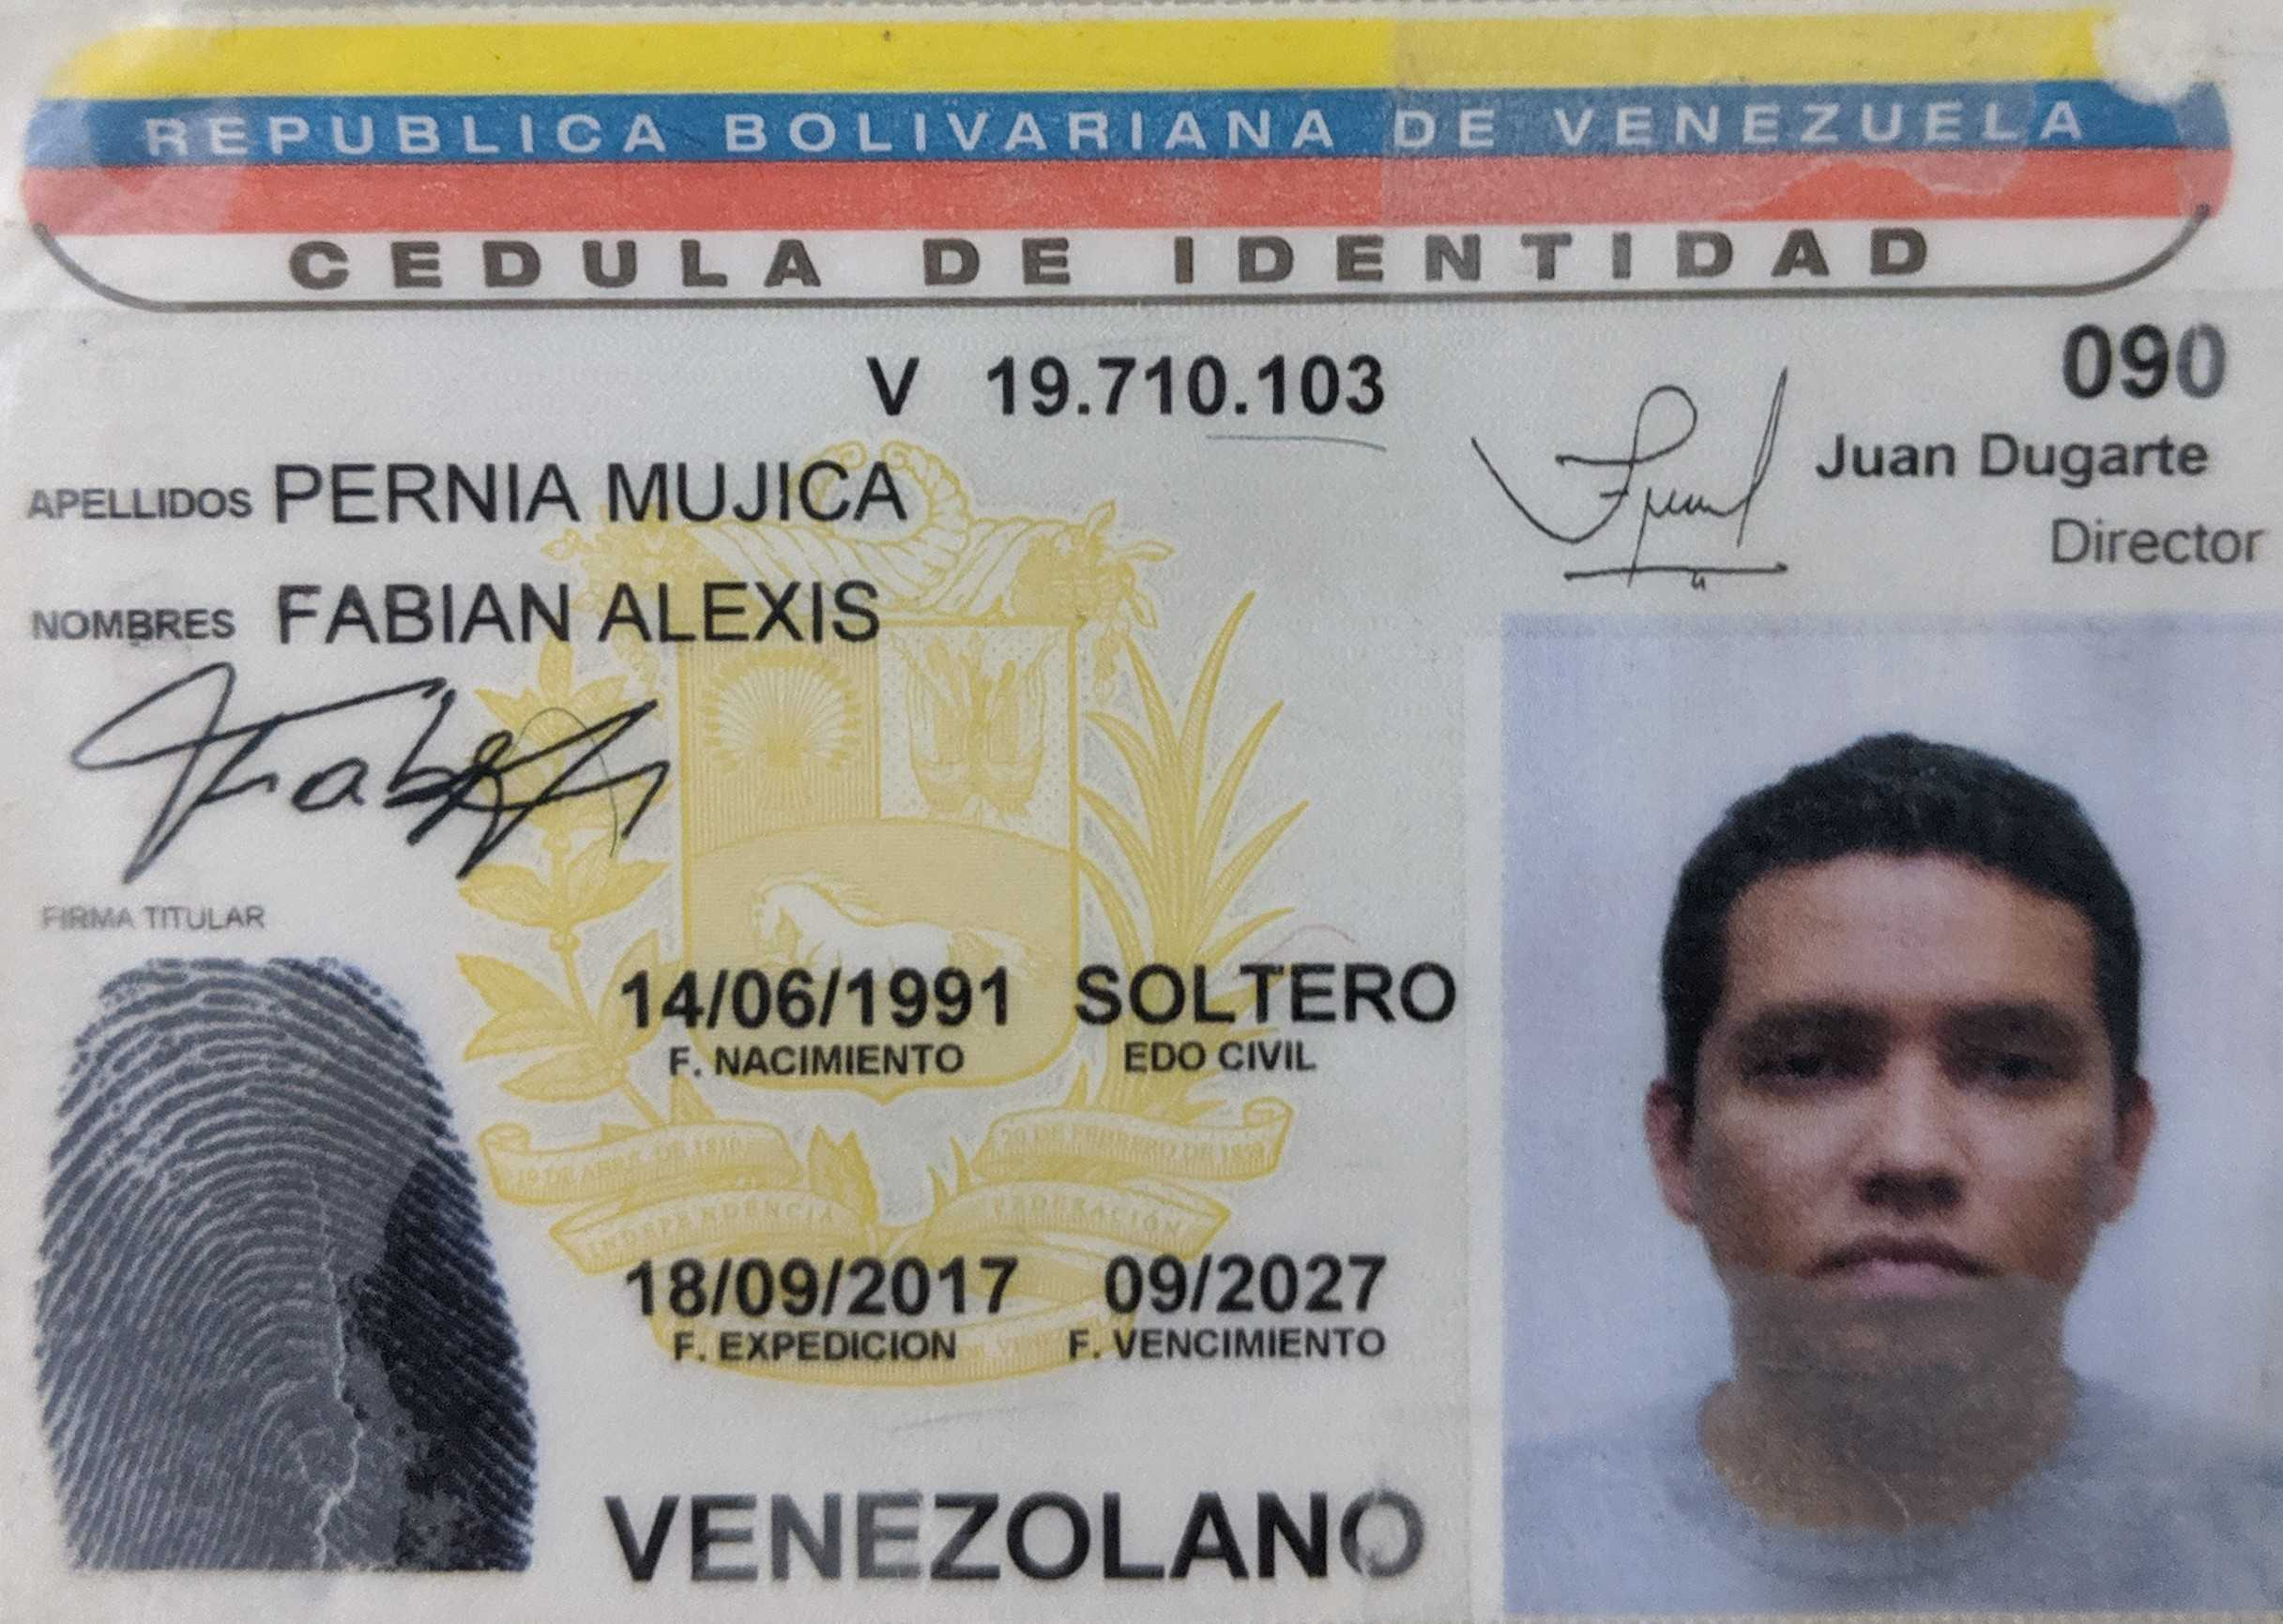 REPUBLICA BOLIVARIANA DE VENEZUELA
CEDULA DE IDENTIDAD
V 19.710.103
090
Juan Dugarte
Director
APELLIDOS PERNIA MUJICA
NOMBRES FABIAN ALEXIS
FIRMA TITULAR
14/06/1991 SOLTERO
F. NACIMIENTO EDO CIVIL
19 DE ABRIL DE 1810
20 DE FEBRERO DE 1859
INDEPENDENCIA
FEDERACIÓN
18/09/2017 09/2027
F. EXPEDICION F. VENCIMIENTO
VENEZOLANO